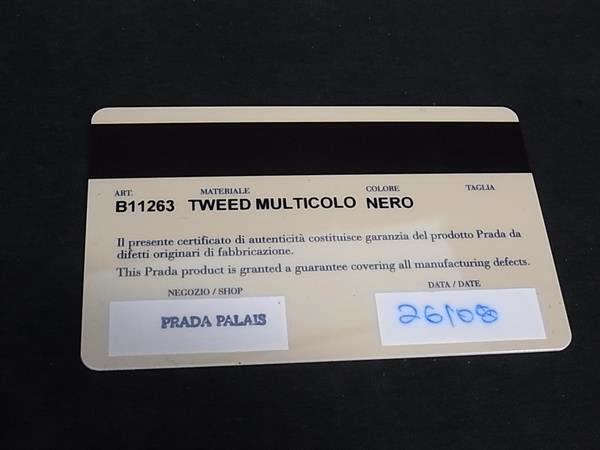 ART. MATERIALE COLORE TAGLIA
B11263 TWEED MULTICOLO NERO
Il presente certificato di autenticità costituisce garanzia del prodotto Prada da
difetti originari di fabbricazione.
This Prada product is granted a guarantee covering all manufacturing defects.
NEGOZIO / SHOP DATA / DATE
PRADA PALAIS 26/08